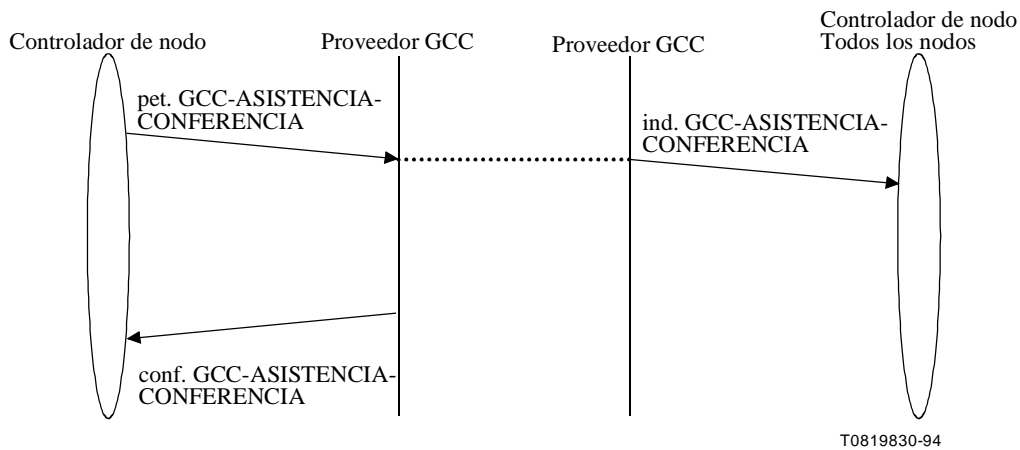 Controlador de nodo
Proveedor GCC
Proveedor GCC
Controlador de nodo
Todos los nodos
pet. GCC-ASISTENCIA-
CONFERENCIA
ind. GCC-ASISTENCIA-
CONFERENCIA
conf. GCC-ASISTENCIA-
CONFERENCIA
T0819830-94